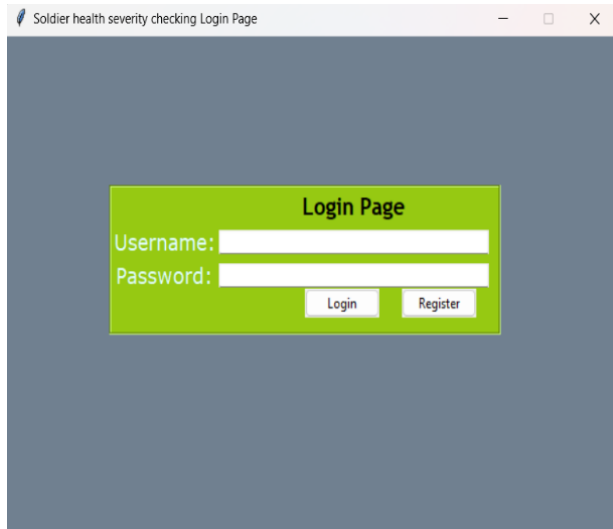 Soldier health severity checking Login Page
Login Page
Username:
Password:
Login Register